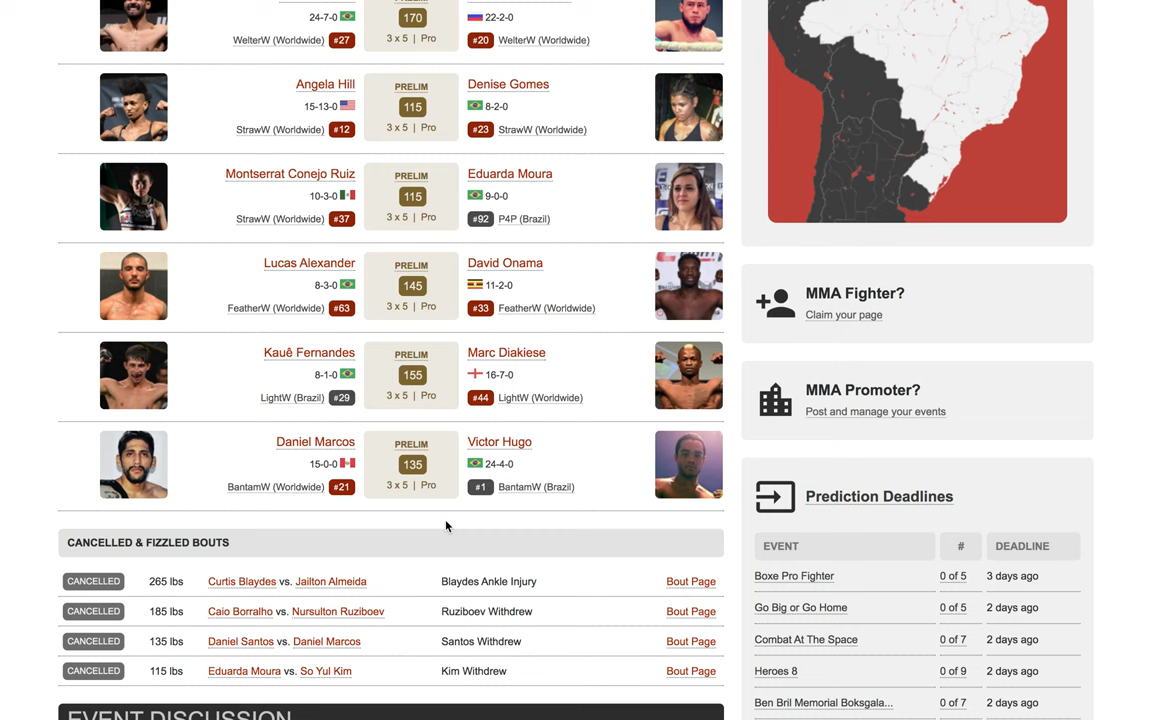 PRELIM
24-7-0 170 22-2-0
WelterW (Worldwide) #27 3 x 5 | Pro #20 WelterW (Worldwide)
Angela Hill PRELIM Denise Gomes
15-13-0 115 8-2-0
StrawW (Worldwide) #12 3 x 5 | Pro #23 StrawW (Worldwide)
Montserrat Conejo Ruiz PRELIM Eduarda Moura
10-3-0 115 9-0-0
StrawW (Worldwide) #37 3 x 5 | Pro #92 P4P (Brazil)
Lucas Alexander PRELIM David Onama
8-3-0 145 11-2-0
FeatherW (Worldwide) #63 3 x 5 | Pro #33 FeatherW (Worldwide)
Kauê Fernandes PRELIM Marc Diakiese
8-1-0 155 16-7-0
LightW (Brazil) #29 3 x 5 | Pro #44 LightW (Worldwide)
Daniel Marcos PRELIM Victor Hugo
15-0-0 135 24-4-0
BantamW (Worldwide) #21 3 x 5 | Pro #1 BantamW (Brazil)
CANCELLED & FIZZLED BOUTS
CANCELLED 265 lbs Curtis Blaydes vs. Jailton Almeida Blaydes Ankle Injury Bout Page
CANCELLED 185 lbs Caio Borralho vs. Nursulton Ruziboev Ruziboev Withdrew Bout Page
CANCELLED 135 lbs Daniel Santos vs. Daniel Marcos Santos Withdrew Bout Page
CANCELLED 115 lbs Eduarda Moura vs. So Yul Kim Kim Withdrew Bout Page
EVENT DISCUSSION
MMA Fighter?
Claim your page
MMA Promoter?
Post and manage your events
Prediction Deadlines
EVENT # DEADLINE
Boxe Pro Fighter 0 of 5 3 days ago
Go Big or Go Home 0 of 5 2 days ago
Combat At The Space 0 of 7 2 days ago
Heroes 8 0 of 9 2 days ago
Ben Bril Memorial Boksgala... 0 of 7 2 days ago